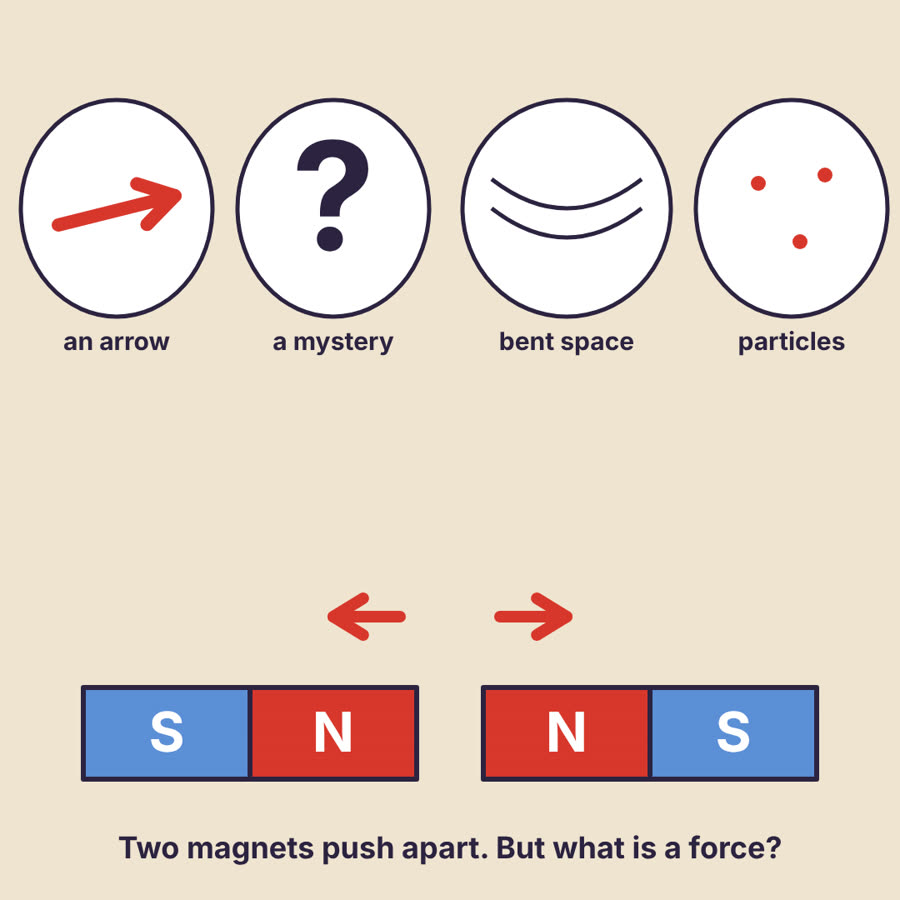 ?
an arrow
a mystery
bent space
particles
S N N S
Two magnets push apart. But what is a force?